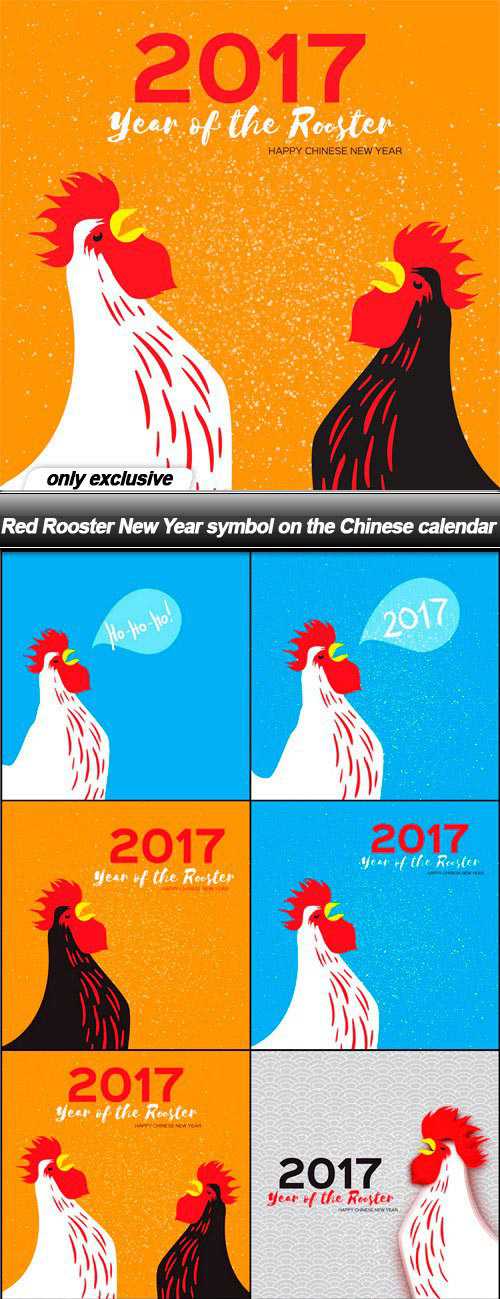 2017
Year of the Rooster
HAPPY CHINESE NEW YEAR
only exclusive
Red Rooster New Year symbol on the Chinese calendar
Ho-Ho-Ho!
2017
2017
Year of the Rooster
HAPPY CHINESE NEW YEAR
2017
Year of the Rooster
HAPPY CHINESE NEW YEAR
2017
Year of the Rooster
HAPPY CHINESE NEW YEAR
2017
Year of the Rooster
HAPPY CHINESE NEW YEAR